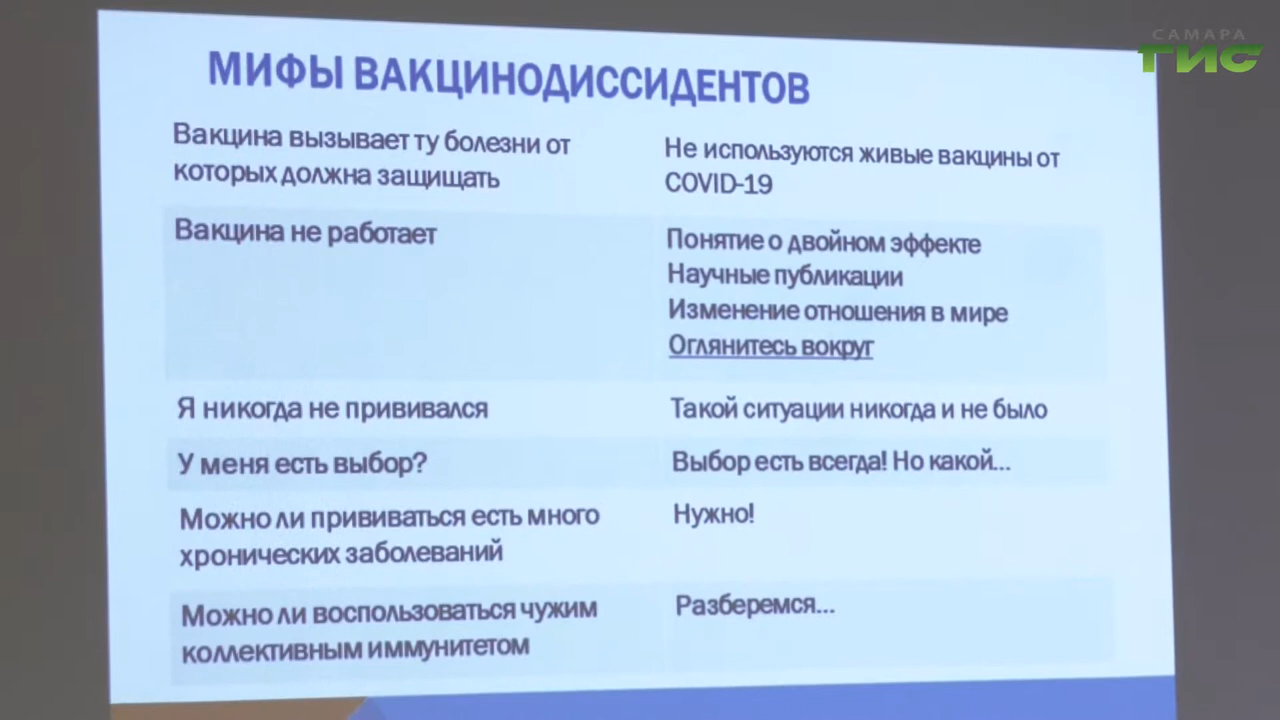 САМАРА
ГИС
МИФЫ ВАКЦИНОДИССИДЕНТОВ
Вакцина вызывает ту болезни от
которых должна защищать
Не используются живые вакцины от
COVID-19
Вакцина не работает
Понятие о двойном эффекте
Научные публикации
Изменение отношения в мире
Оглянитесь вокруг
Я никогда не прививался
Такой ситуации никогда и не было
У меня есть выбор?
Выбор есть всегда! Но какой...
Можно ли прививаться есть много
хронических заболеваний
Нужно!
Можно ли воспользоваться чужим
коллективным иммунитетом
Разберемся...